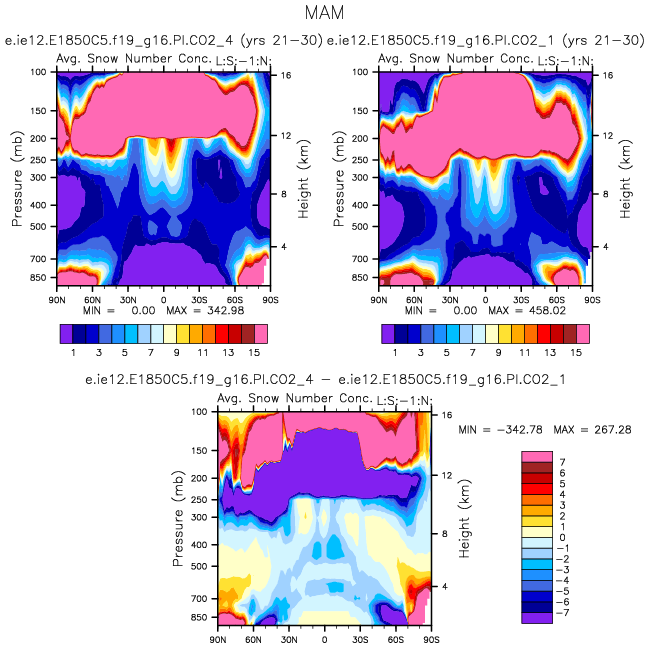 MAM
e.ie12.E1850C5.f19_g16.PI.CO2_4 (yrs 21−30) e.ie12.E1850C5.f19_g16.PI.CO2_1 (yrs 21−30)
Avg. Snow Number Conc. L:S:−1:N: Avg. Snow Number Conc. L:S:−1:N:
100 16 100 16
150 150
200 12 200 12
250 250
300 300
8 8
400 400
500 500
4 4
700 700
850 850
Pressure (mb) Height (km) Pressure (mb) Height (km)
90N 60N 30N 0 30S 60S 90S 90N 60N 30N 0 30S 60S 90S
MIN = 0.00 MAX = 342.98 MIN = 0.00 MAX = 458.02
1 3 5 7 9 11 13 15 1 3 5 7 9 11 13 15
e.ie12.E1850C5.f19_g16.PI.CO2_4 − e.ie12.E1850C5.f19_g16.PI.CO2_1
Avg. Snow Number Conc. L:S:−1:N:
MIN = −342.78 MAX = 267.28
100 16
150
200 12
250
300
8
400
500
4
700
850
Pressure (mb) Height (km)
90N 60N 30N 0 30S 60S 90S
7
6
5
4
3
2
1
0
−1
−2
−3
−4
−5
−6
−7